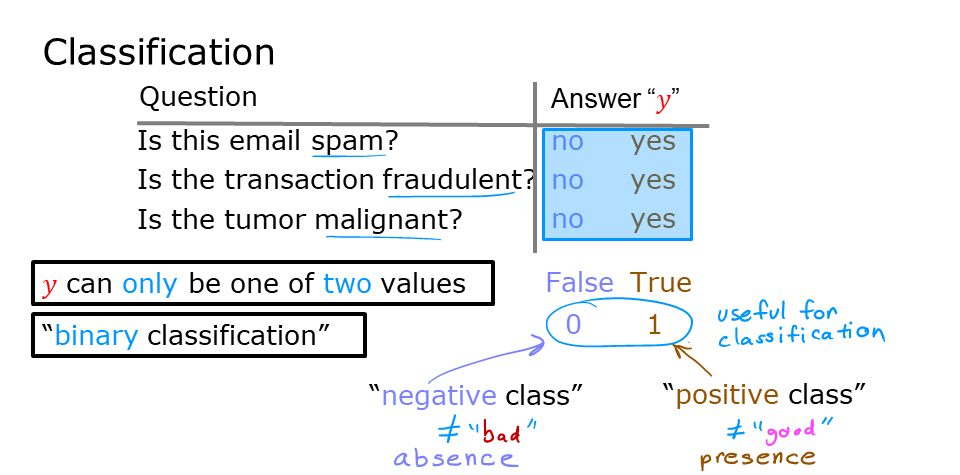 Classification
Question Answer “y”
Is this email spam? no yes
Is the transaction fraudulent? no yes
Is the tumor malignant? no yes
y can only be one of two values
False True
“binary classification”
0 1
useful for
classification
“negative class” “positive class”
≠ "bad" ≠ "good"
absence presence